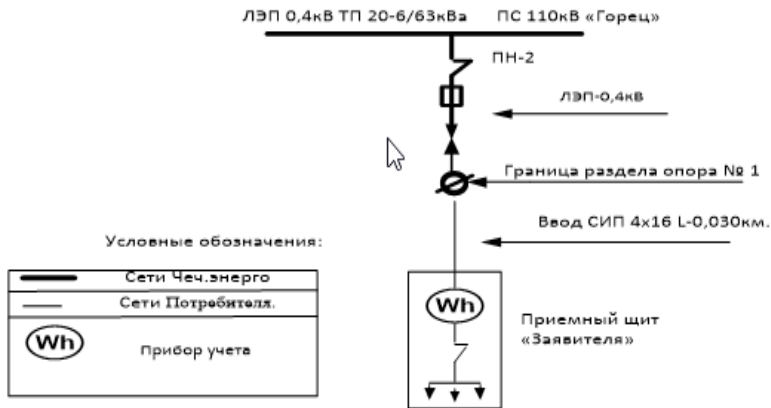 ЛЭП 0,4кВ ТП 20-6/63кВа ПС 110кВ «Горец»
ПН-2
ЛЭП-0,4кВ
Граница раздела опора № 1
Ввод СИП 4х16 L-0,030км.
Условные обозначения:
Сети Чеч.энерго
Сети Потребителя.
Wh
Прибор учета
Wh
Приемный щит
«Заявителя»